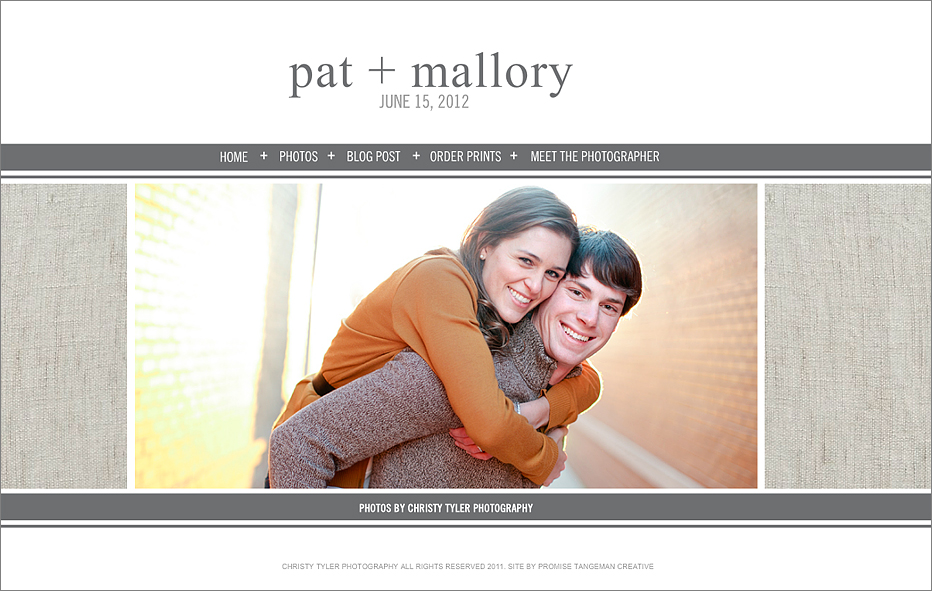 pat + mallory
JUNE 15, 2012
HOME + PHOTOS + BLOG POST + ORDER PRINTS + MEET THE PHOTOGRAPHER
PHOTOS BY CHRISTY TYLER PHOTOGRAPHY
CHRISTY TYLER PHOTOGRAPHY ALL RIGHTS RESERVED 2011. SITE BY PROMISE TANGEMAN CREATIVE